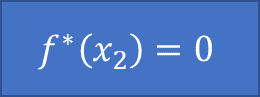 f*(x₂) = 0